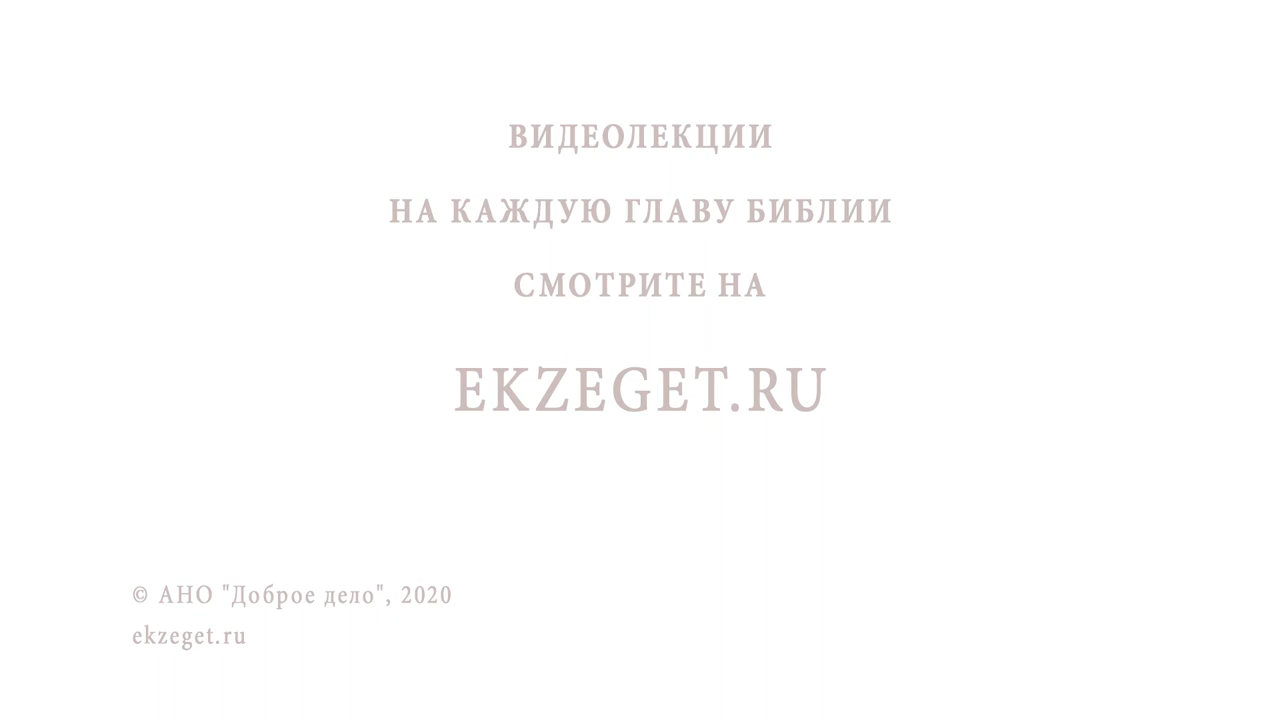 ВИДЕОЛЕКЦИИ
НА КАЖДУЮ ГЛАВУ БИБЛИИ
СМОТРИТЕ НА
EKZEGET.RU
© АНО "Доброе дело", 2020
ekzeget.ru